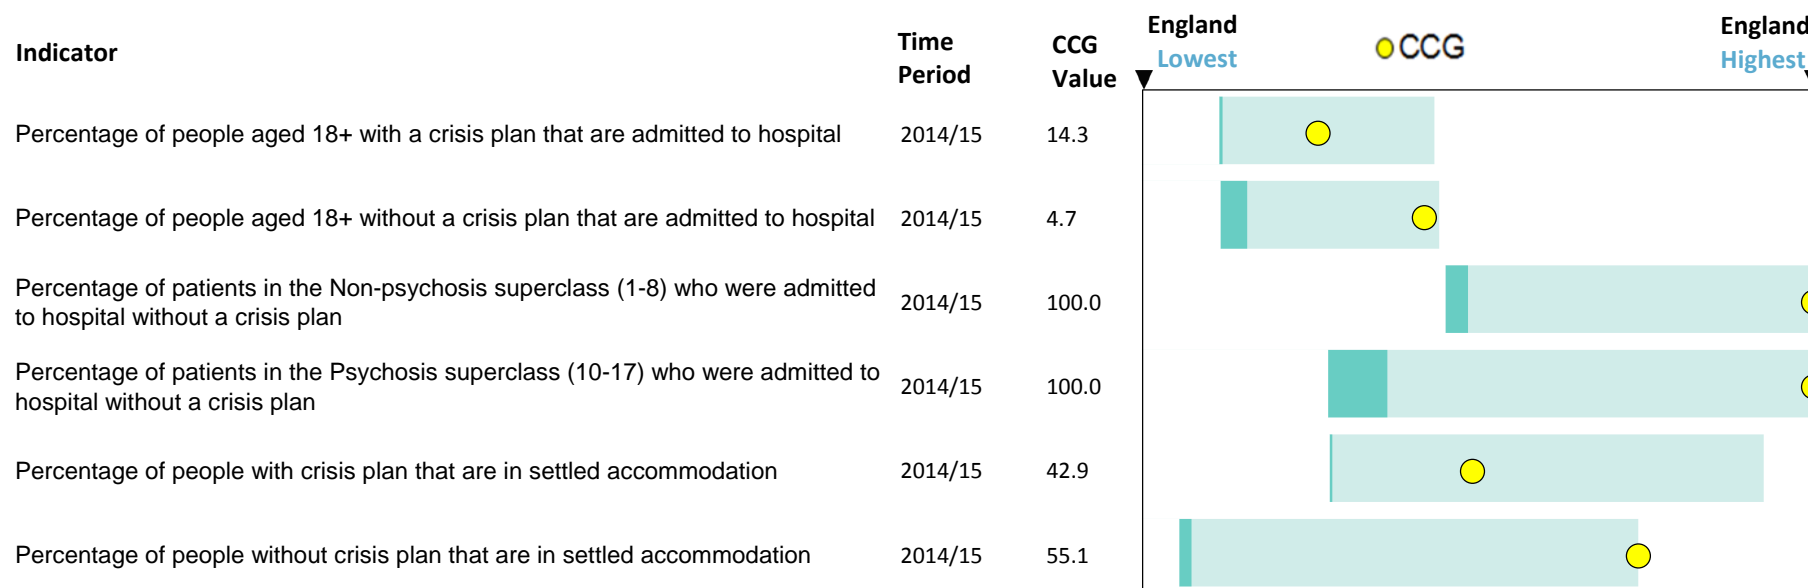 Indicator
Time Period
CCG Value
England Lowest
CCG
England Highest
Percentage of people aged 18+ with a crisis plan that are admitted to hospital 2014/15 14.3
Percentage of people aged 18+ without a crisis plan that are admitted to hospital 2014/15 4.7
Percentage of patients in the Non-psychosis superclass (1-8) who were admitted
to hospital without a crisis plan 2014/15 100.0
Percentage of patients in the Psychosis superclass (10-17) who were admitted to
hospital without a crisis plan 2014/15 100.0
Percentage of people with crisis plan that are in settled accommodation 2014/15 42.9
Percentage of people without crisis plan that are in settled accommodation 2014/15 55.1